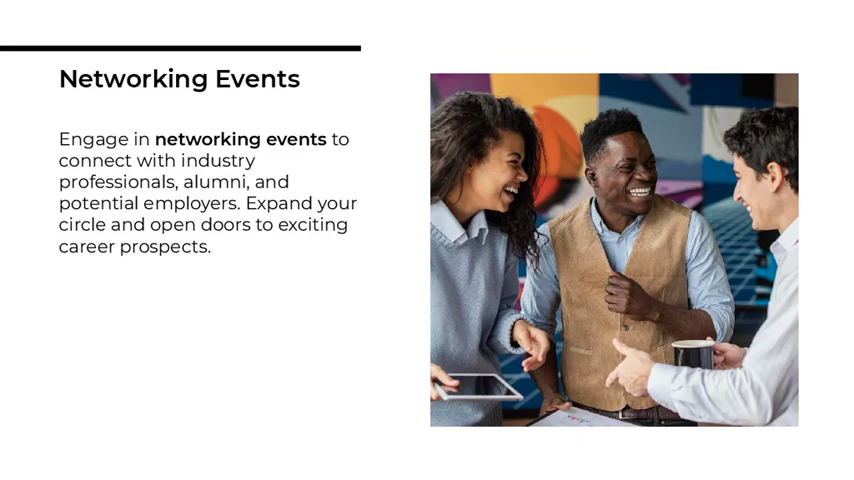 Networking Events
Engage in networking events to
connect with industry
professionals, alumni, and
potential employers. Expand your
circle and open doors to exciting
career prospects.